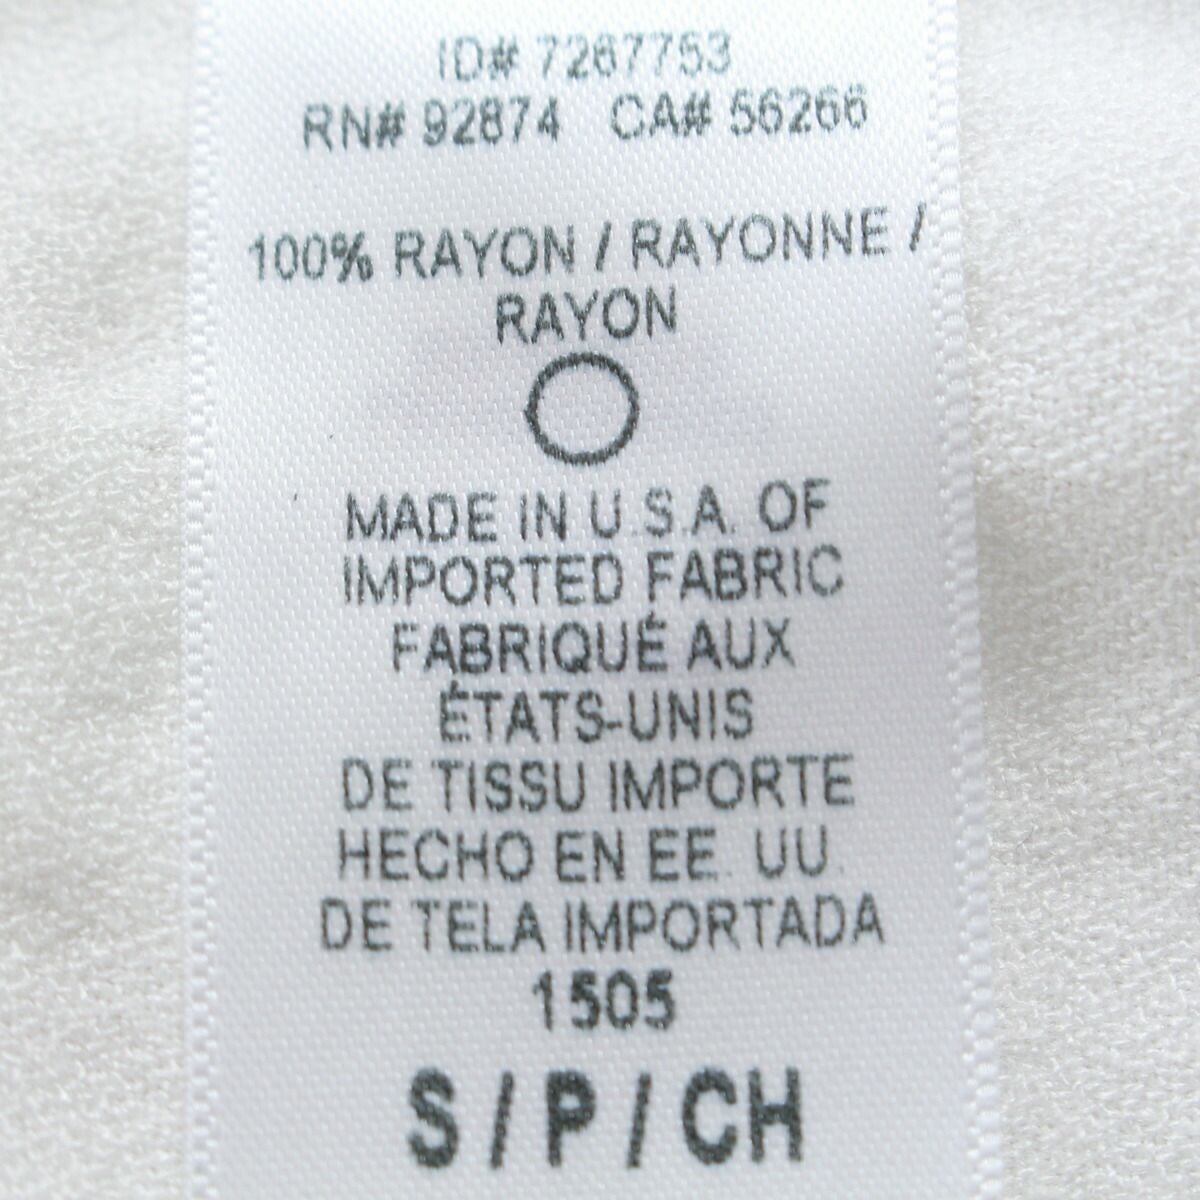 ID# 7267753
RN# 92874 CA# 56266
100% RAYON / RAYONNE /
RAYON
MADE IN U.S.A. OF
IMPORTED FABRIC
FABRIQUÉ AUX
ÉTATS-UNIS
DE TISSU IMPORTE
HECHO EN EE. UU.
DE TELA IMPORTADA
1505
S / P / CH